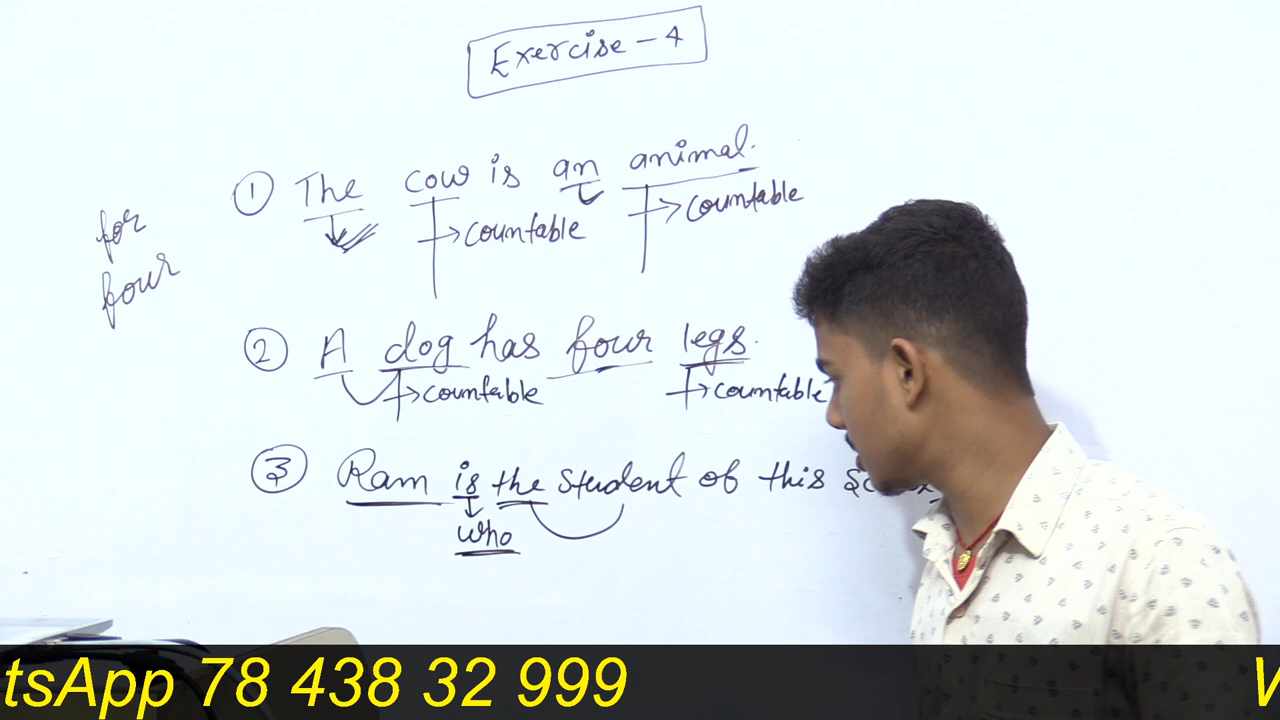 Exercise - 4
① The cow is an animal.
countable
countable
for
four
② A dog has four legs.
countable
countable
③ Ram is the student of this
who
tsApp 78 438 32 999